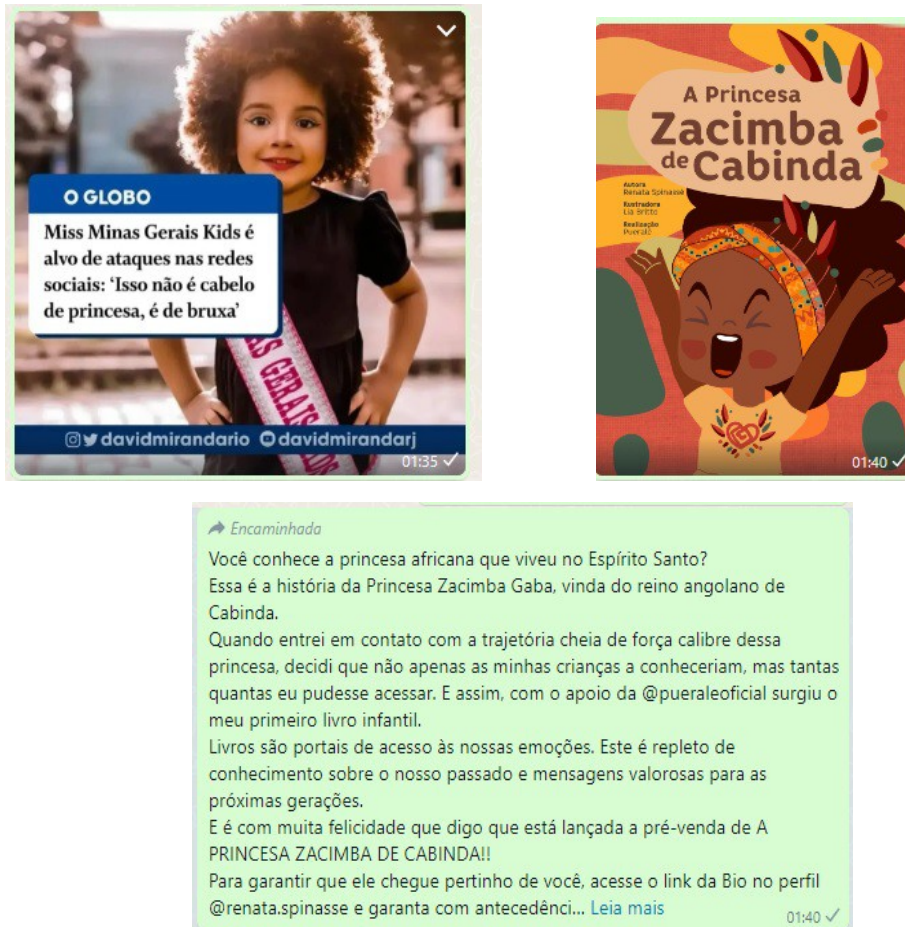 O GLOBO
Miss Minas Gerais Kids é
alvo de ataques nas redes
sociais: ‘Isso não é cabelo
de princesa, é de bruxa’
AS GERAIS
davidmirandario davidmirandarj
01:35
A Princesa
Zacimba
de Cabinda
Autora
Renata Spinassé
Ilustradora
Lia Britto
Realização
Pueralê
01:40
Encaminhada
Você conhece a princesa africana que viveu no Espírito Santo?
Essa é a história da Princesa Zacimba Gaba, vinda do reino angolano de
Cabinda.
Quando entrei em contato com a trajetória cheia de força calibre dessa
princesa, decidi que não apenas as minhas crianças a conheceriam, mas tantas
quantas eu pudesse acessar. E assim, com o apoio da @pueraleoficial surgiu o
meu primeiro livro infantil.
Livros são portais de acesso às nossas emoções. Este é repleto de
conhecimento sobre o nosso passado e mensagens valorosas para as
próximas gerações.
E é com muita felicidade que digo que está lançada a pré-venda de A
PRINCESA ZACIMBA DE CABINDA!!
Para garantir que ele chegue pertinho de você, acesse o link da Bio no perfil
@renata.spinasse e garanta com antecedênci... Leia mais
01:40